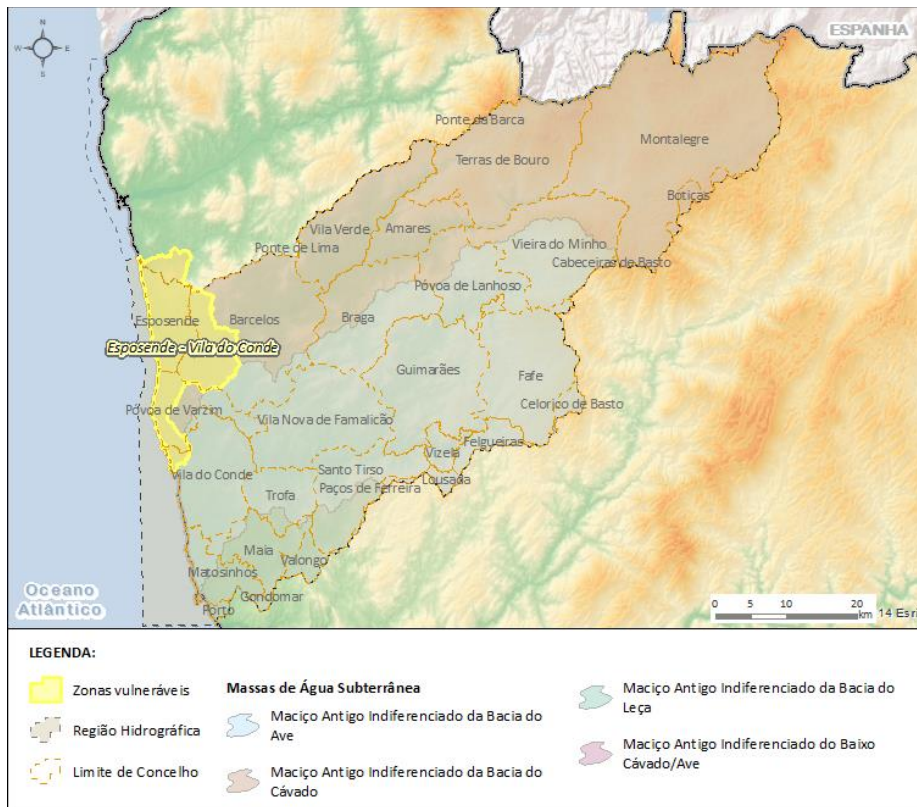 N
W E
S
ESPANHA
Ponte da Barca
Montalegre
Terras de Bouro
Boticas
Vila Verde
Amares
Ponte de Lima
Vieira do Minho
Cabeceiras de Basto
Póvoa de Lanhoso
Esposende
Barcelos
Braga
Esposende - Vila do Conde
Guimarães
Fafe
Póvoa de Varzim
Celorico de Basto
Vila Nova de Famalicão
Felgueiras
Vizela
Vila do Conde
Santo Tirso
Lousada
Paços de Ferreira
Trofa
Maia
Valongo
Matosinhos
Gondomar
Porto
Oceano
Atlântico
0 5 10 20
km
14 Esri
LEGENDA:
Zonas vulneráveis
Região Hidrográfica
Limite de Concelho
Massas de Água Subterrânea
Maciço Antigo Indiferenciado da Bacia do
Ave
Maciço Antigo Indiferenciado da Bacia do
Cávado
Maciço Antigo Indiferenciado da Bacia do
Leça
Maciço Antigo Indiferenciado do Baixo
Cávado/Ave